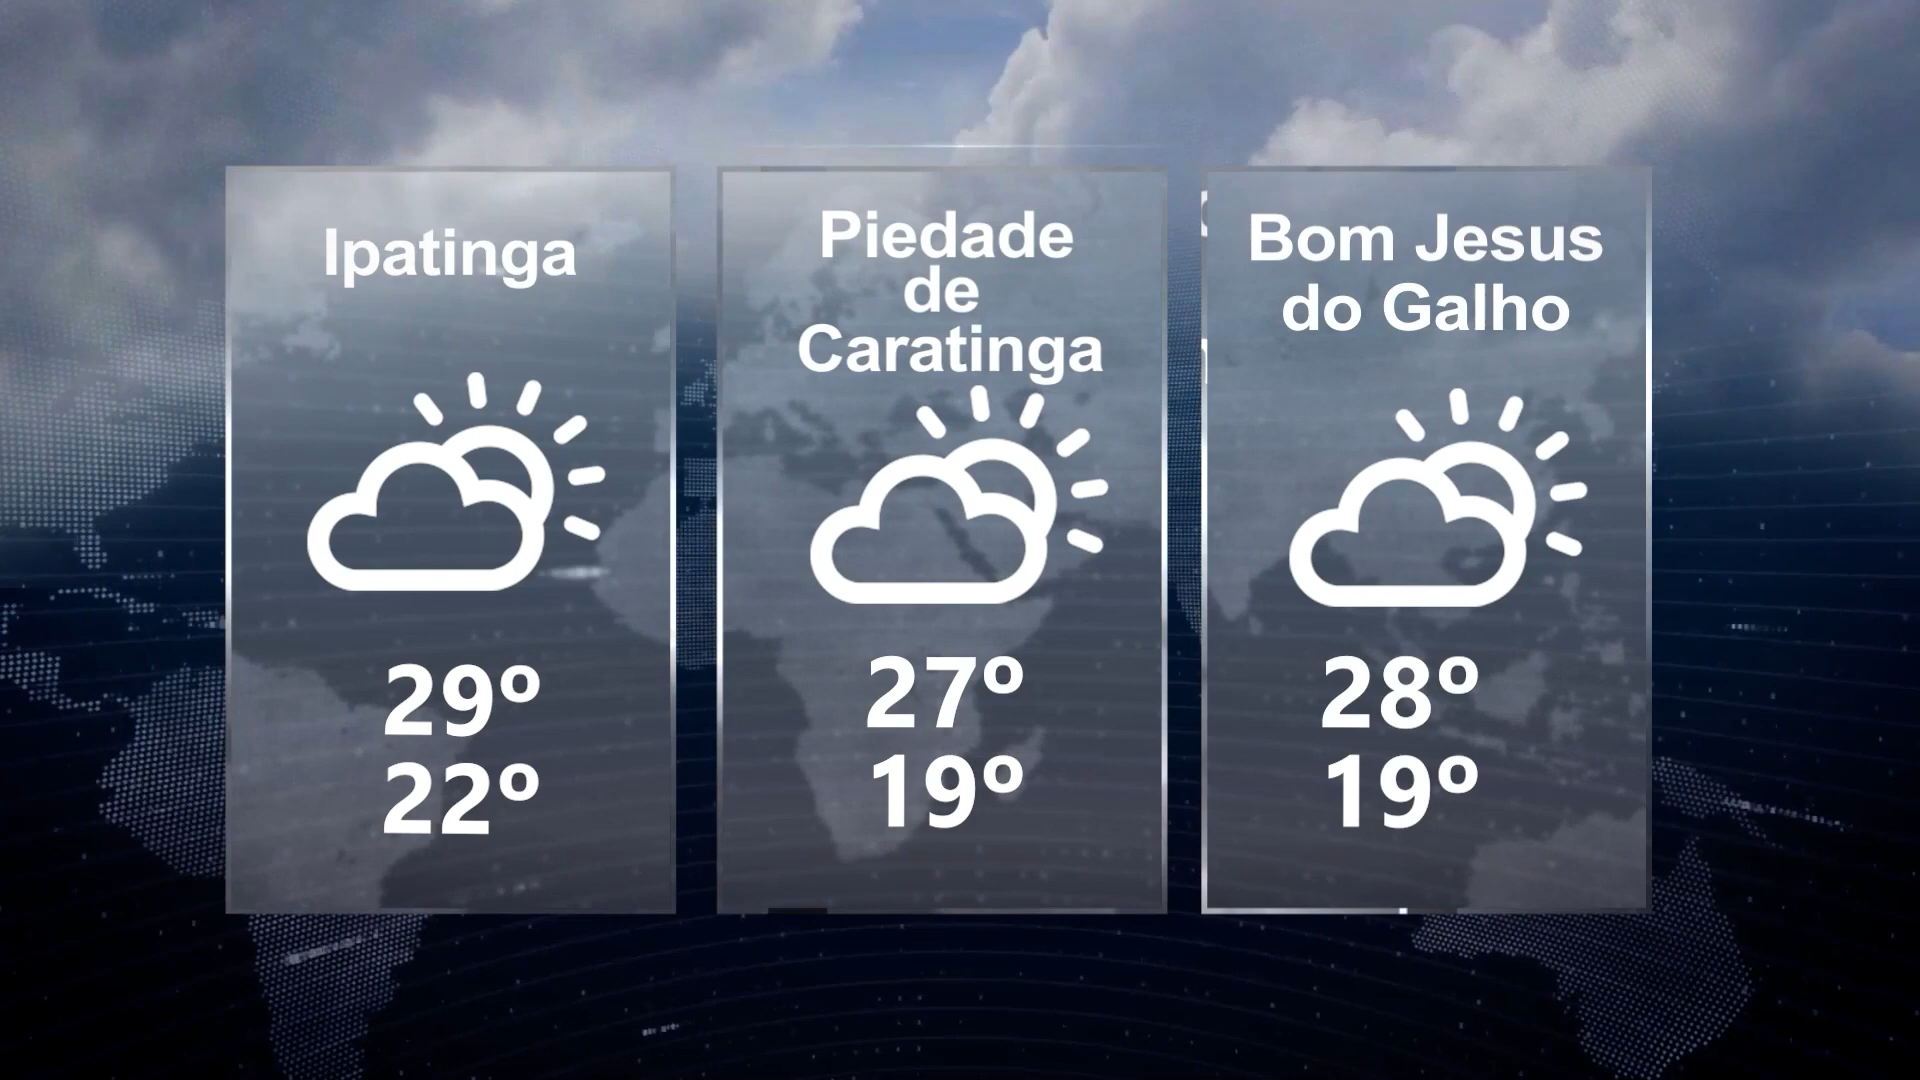 Ipatinga
29º
22º
Piedade
de
Caratinga
27º
19º
Bom Jesus
do Galho
28º
19º